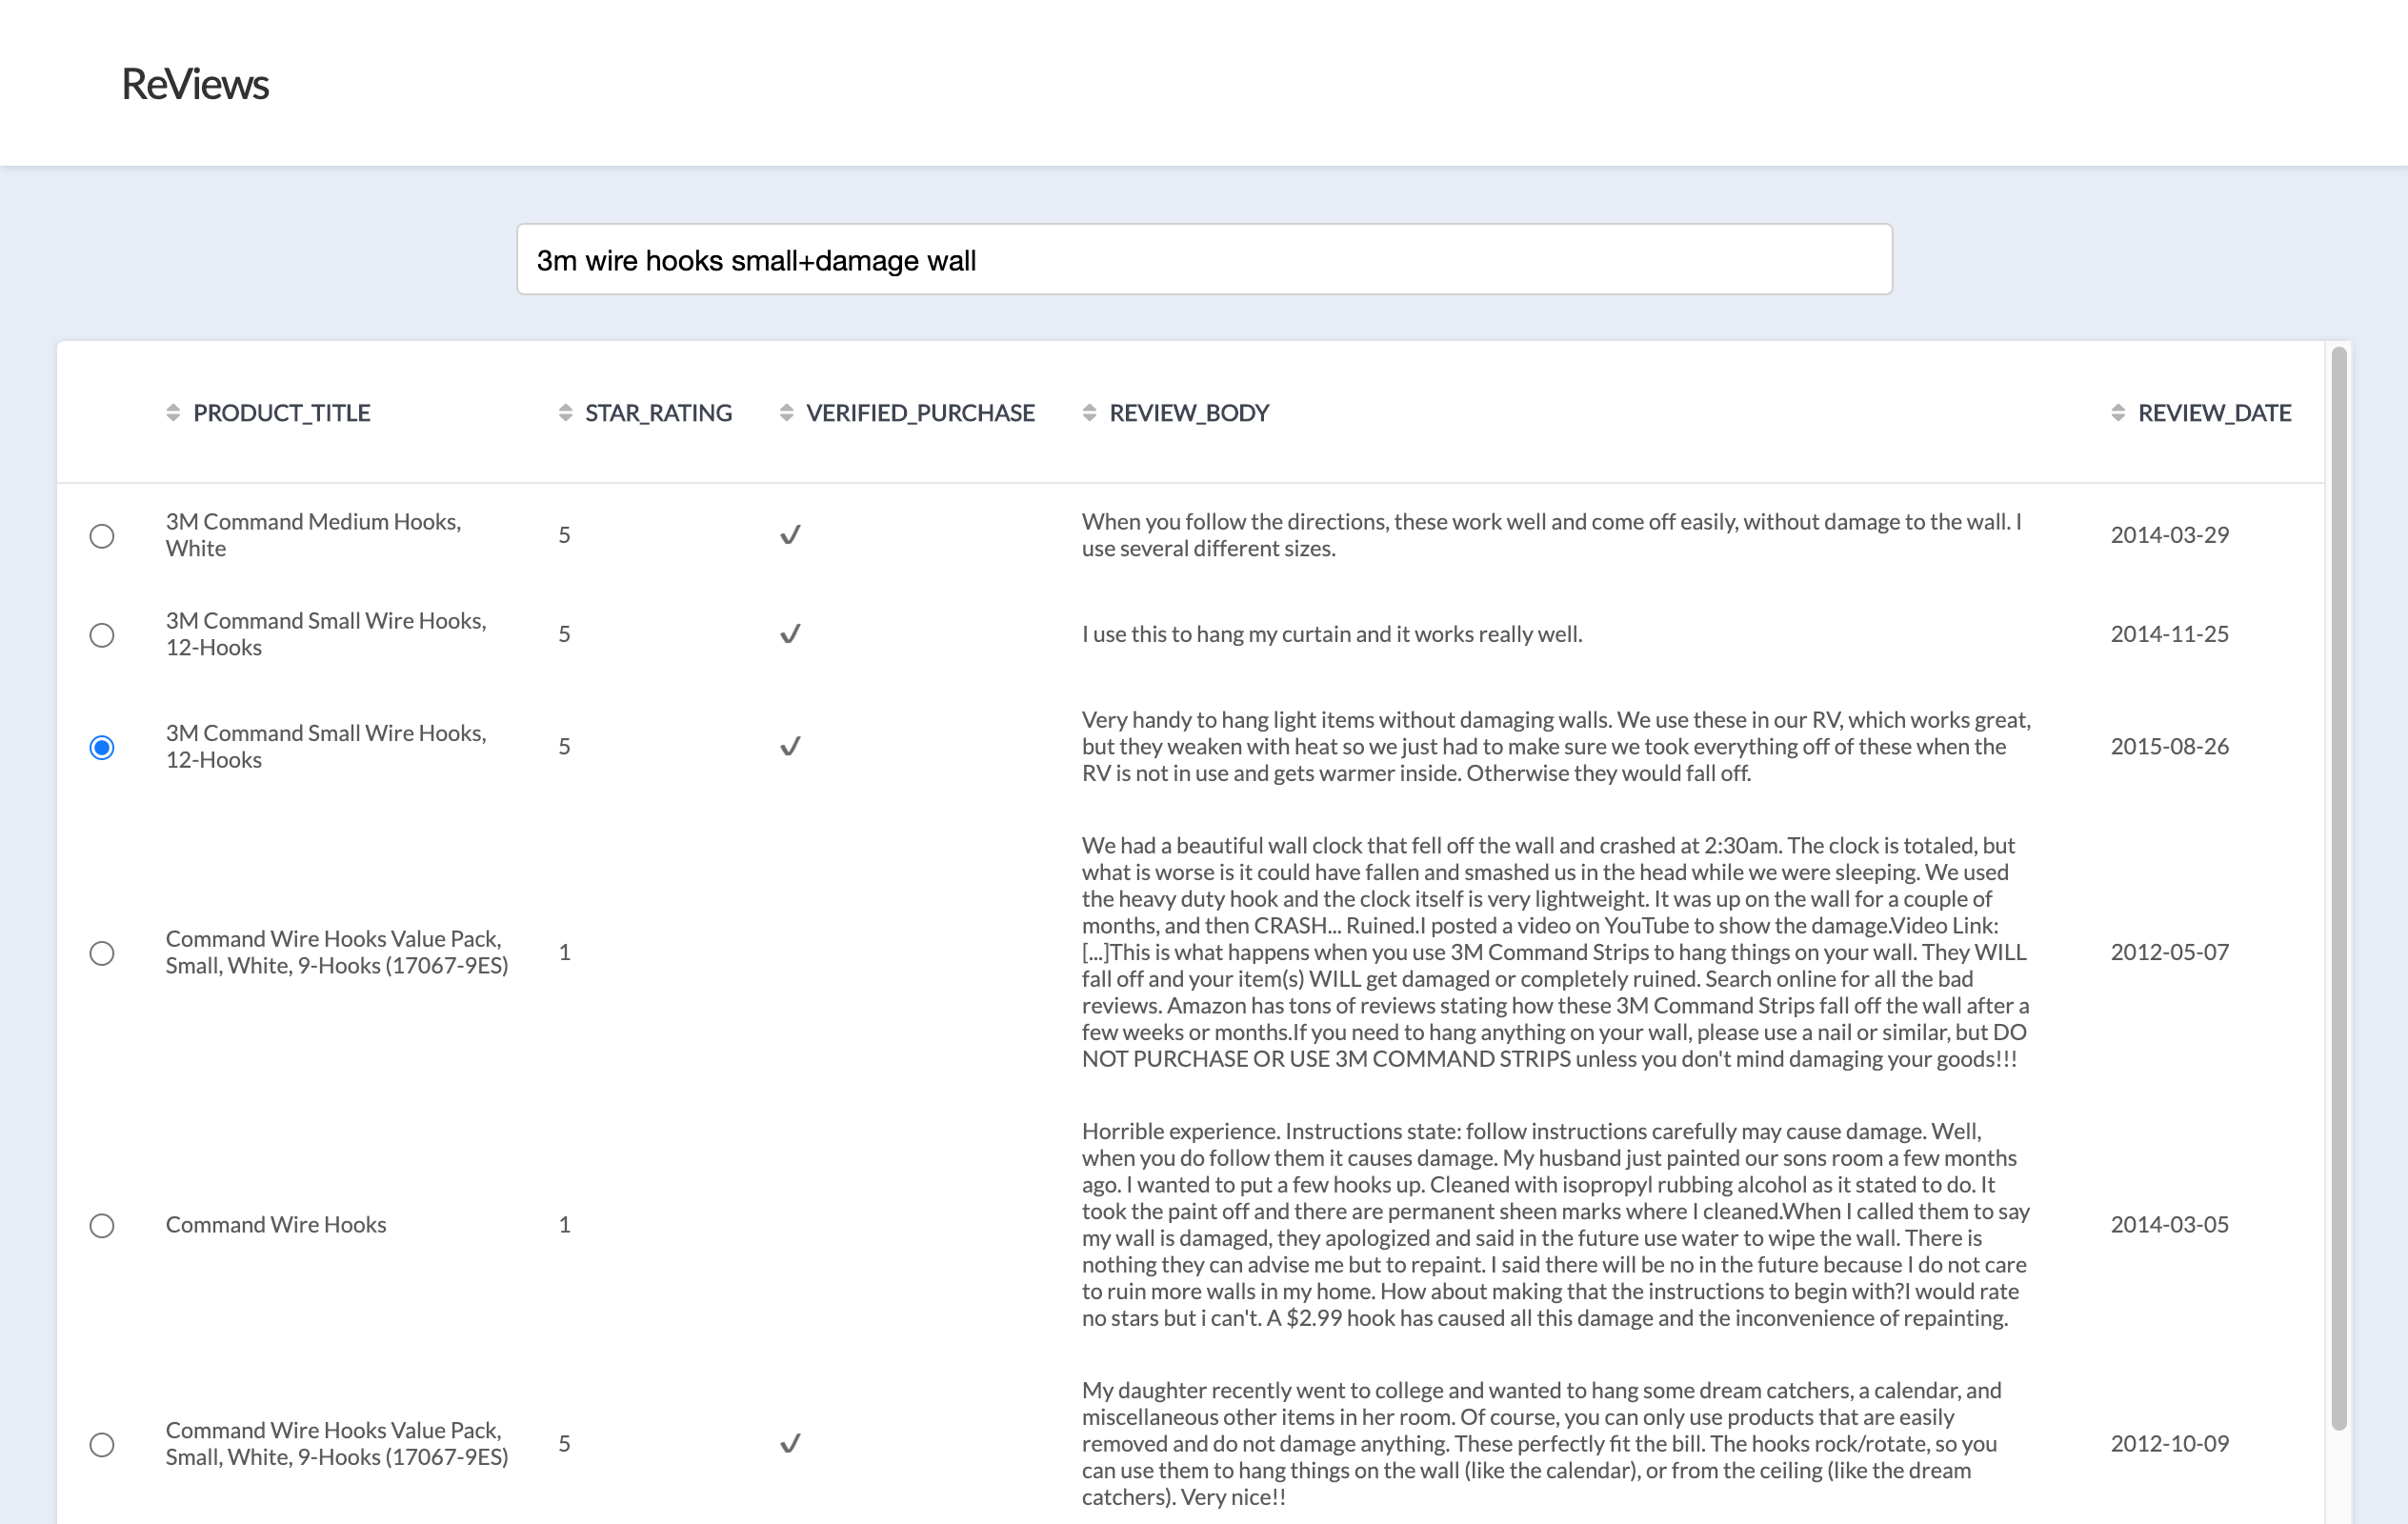 ReViews
3m wire hooks small+damage wall
PRODUCT_TITLE STAR_RATING VERIFIED_PURCHASE REVIEW_BODY REVIEW_DATE
3M Command Medium Hooks,
White
5
✓
When you follow the directions, these work well and come off easily, without damage to the wall. I
use several different sizes.
2014-03-29
3M Command Small Wire Hooks,
12-Hooks
5
✓
I use this to hang my curtain and it works really well.
2014-11-25
3M Command Small Wire Hooks,
12-Hooks
5
✓
Very handy to hang light items without damaging walls. We use these in our RV, which works great,
but they weaken with heat so we just had to make sure we took everything off of these when the
RV is not in use and gets warmer inside. Otherwise they would fall off.
2015-08-26
Command Wire Hooks Value Pack,
Small, White, 9-Hooks (17067-9ES)
1
We had a beautiful wall clock that fell off the wall and crashed at 2:30am. The clock is totaled, but
what is worse is it could have fallen and smashed us in the head while we were sleeping. We used
the heavy duty hook and the clock itself is very lightweight. It was up on the wall for a couple of
months, and then CRASH... Ruined.I posted a video on YouTube to show the damage.Video Link:
[...]This is what happens when you use 3M Command Strips to hang things on your wall. They WILL
fall off and your item(s) WILL get damaged or completely ruined. Search online for all the bad
reviews. Amazon has tons of reviews stating how these 3M Command Strips fall off the wall after a
few weeks or months.If you need to hang anything on your wall, please use a nail or similar, but DO
NOT PURCHASE OR USE 3M COMMAND STRIPS unless you don't mind damaging your goods!!!
2012-05-07
Command Wire Hooks
1
Horrible experience. Instructions state: follow instructions carefully may cause damage. Well,
when you do follow them it causes damage. My husband just painted our sons room a few months
ago. I wanted to put a few hooks up. Cleaned with isopropyl rubbing alcohol as it stated to do. It
took the paint off and there are permanent sheen marks where I cleaned.When I called them to say
my wall is damaged, they apologized and said in the future use water to wipe the wall. There is
nothing they can advise me but to repaint. I said there will be no in the future because I do not care
to ruin more walls in my home. How about making that the instructions to begin with?I would rate
no stars but i can't. A $2.99 hook has caused all this damage and the inconvenience of repainting.
2014-03-05
Command Wire Hooks Value Pack,
Small, White, 9-Hooks (17067-9ES)
5
✓
My daughter recently went to college and wanted to hang some dream catchers, a calendar, and
miscellaneous other items in her room. Of course, you can only use products that are easily
removed and do not damage anything. These perfectly fit the bill. The hooks rock/rotate, so you
can use them to hang things on the wall (like the calendar), or from the ceiling (like the dream
catchers). Very nice!!
2012-10-09